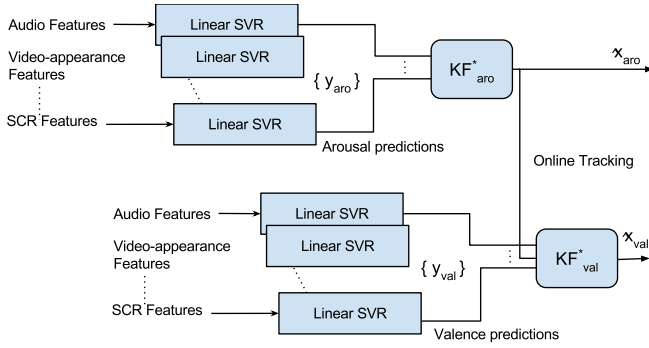 Audio Features
Linear SVR
Video-appearance
Features
Linear SVR
SCR Features
Linear SVR
{ y_aro }
Arousal predictions
KF*_aro
x̂_aro
Online Tracking
Audio Features
Linear SVR
Video-appearance
Features
Linear SVR
SCR Features
Linear SVR
{ y_val }
Valence predictions
KF*_val
x̂_val